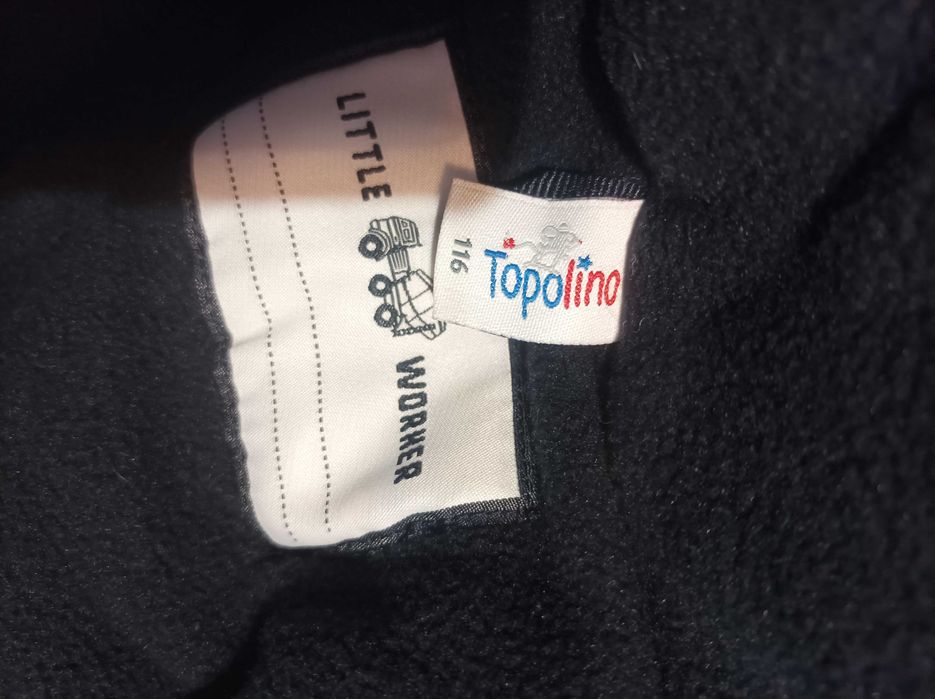 LITTLE
WORKER
116
Topolino